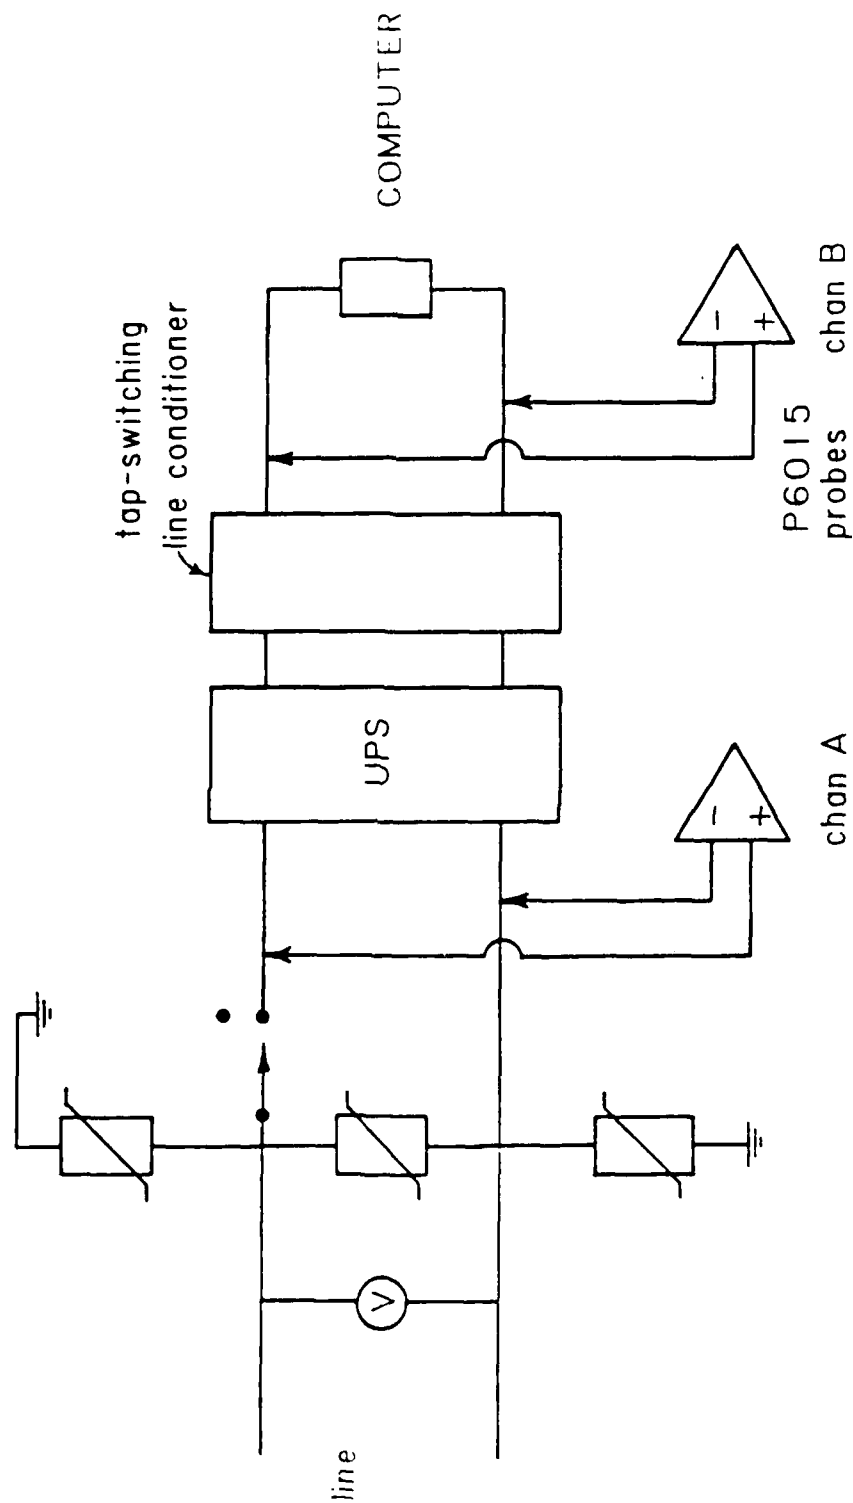 line
V
UPS
tap-switching
line conditioner
COMPUTER
- +
chan A
P6015
probes
- +
chan B